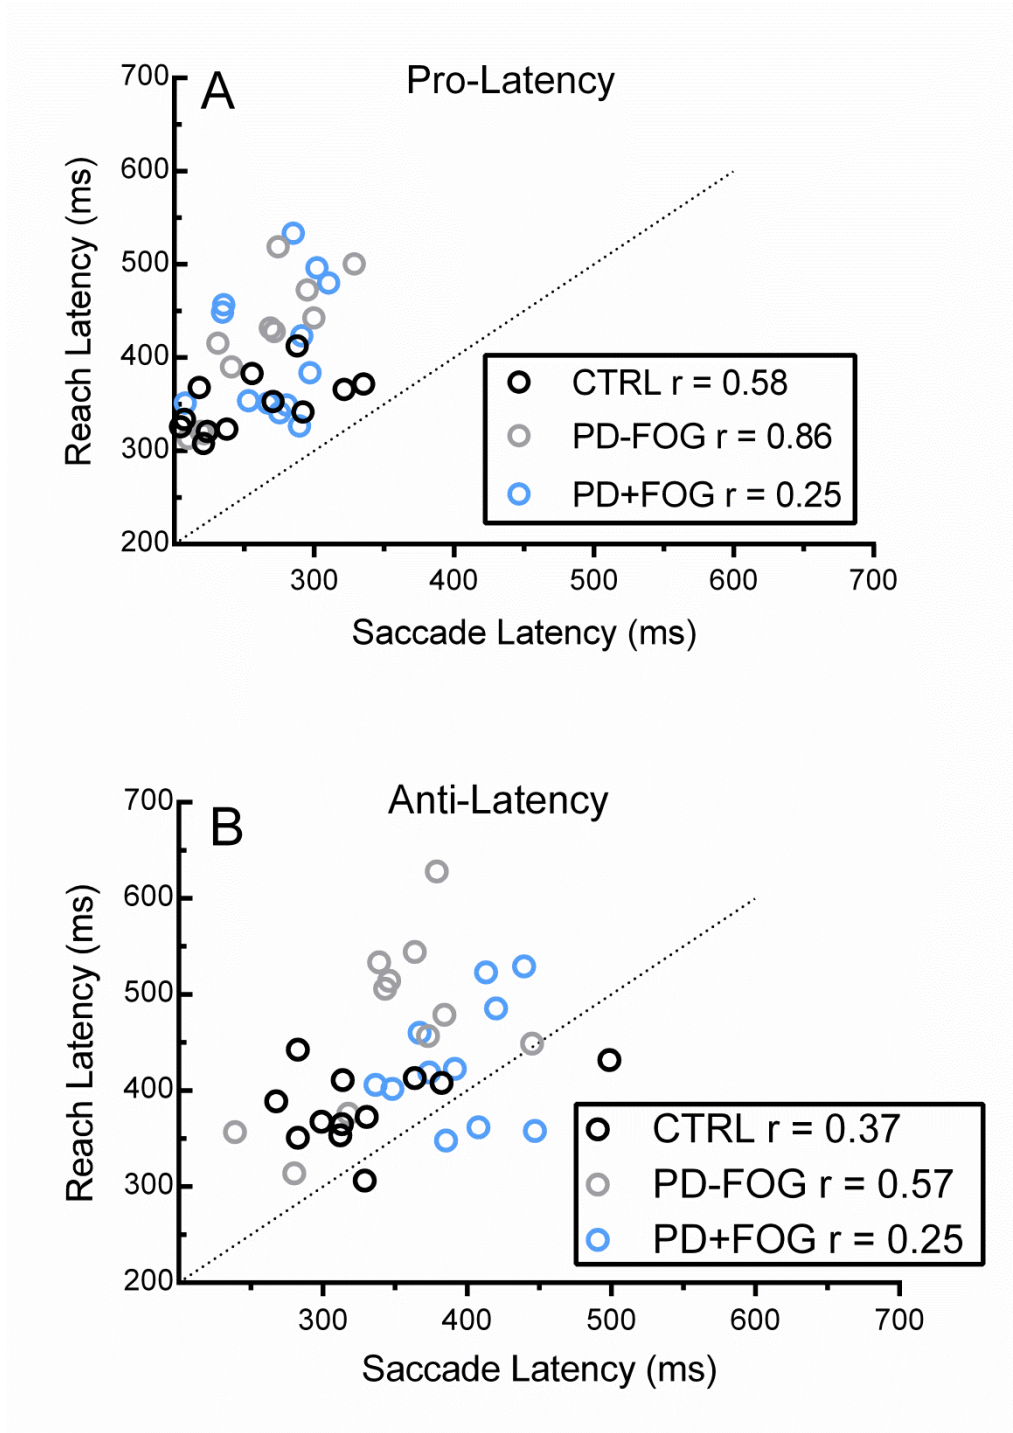 A
Pro-Latency
700
600
500
400
300
200
Reach Latency (ms)
CTRL r = 0.58
PD-FOG r = 0.86
PD+FOG r = 0.25
300 400 500 600 700
Saccade Latency (ms)
B
Anti-Latency
700
600
500
400
300
200
Reach Latency (ms)
CTRL r = 0.37
PD-FOG r = 0.57
PD+FOG r = 0.25
300 400 500 600 700
Saccade Latency (ms)